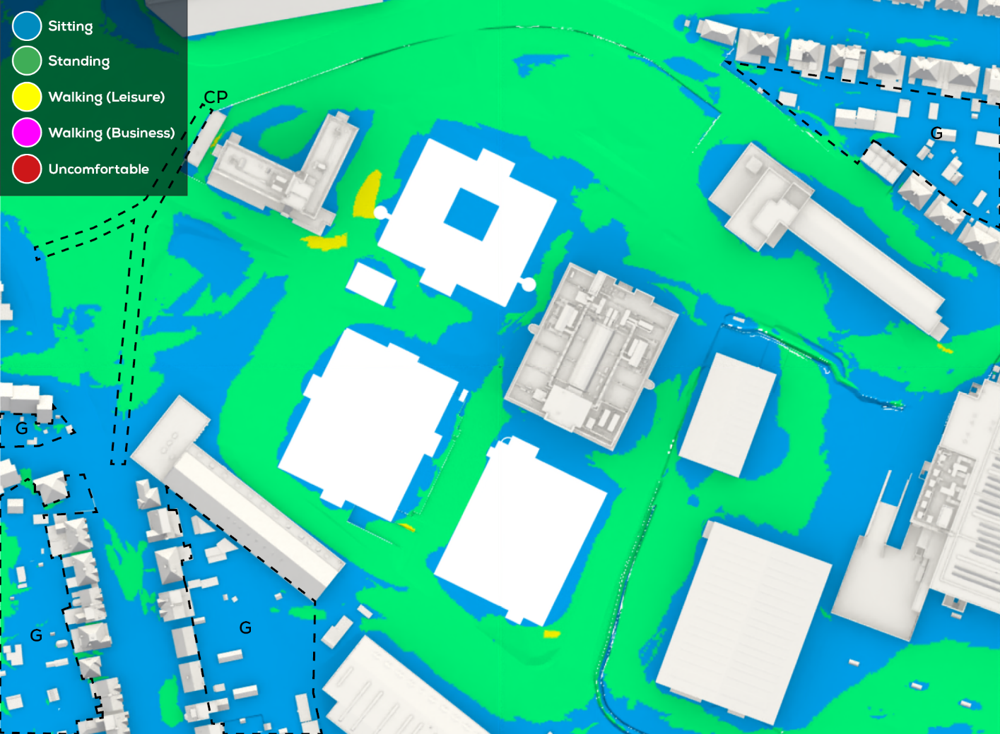 Sitting
Standing
Walking (Leisure)
Walking (Business)
Uncomfortable
CP
G
G
G
G